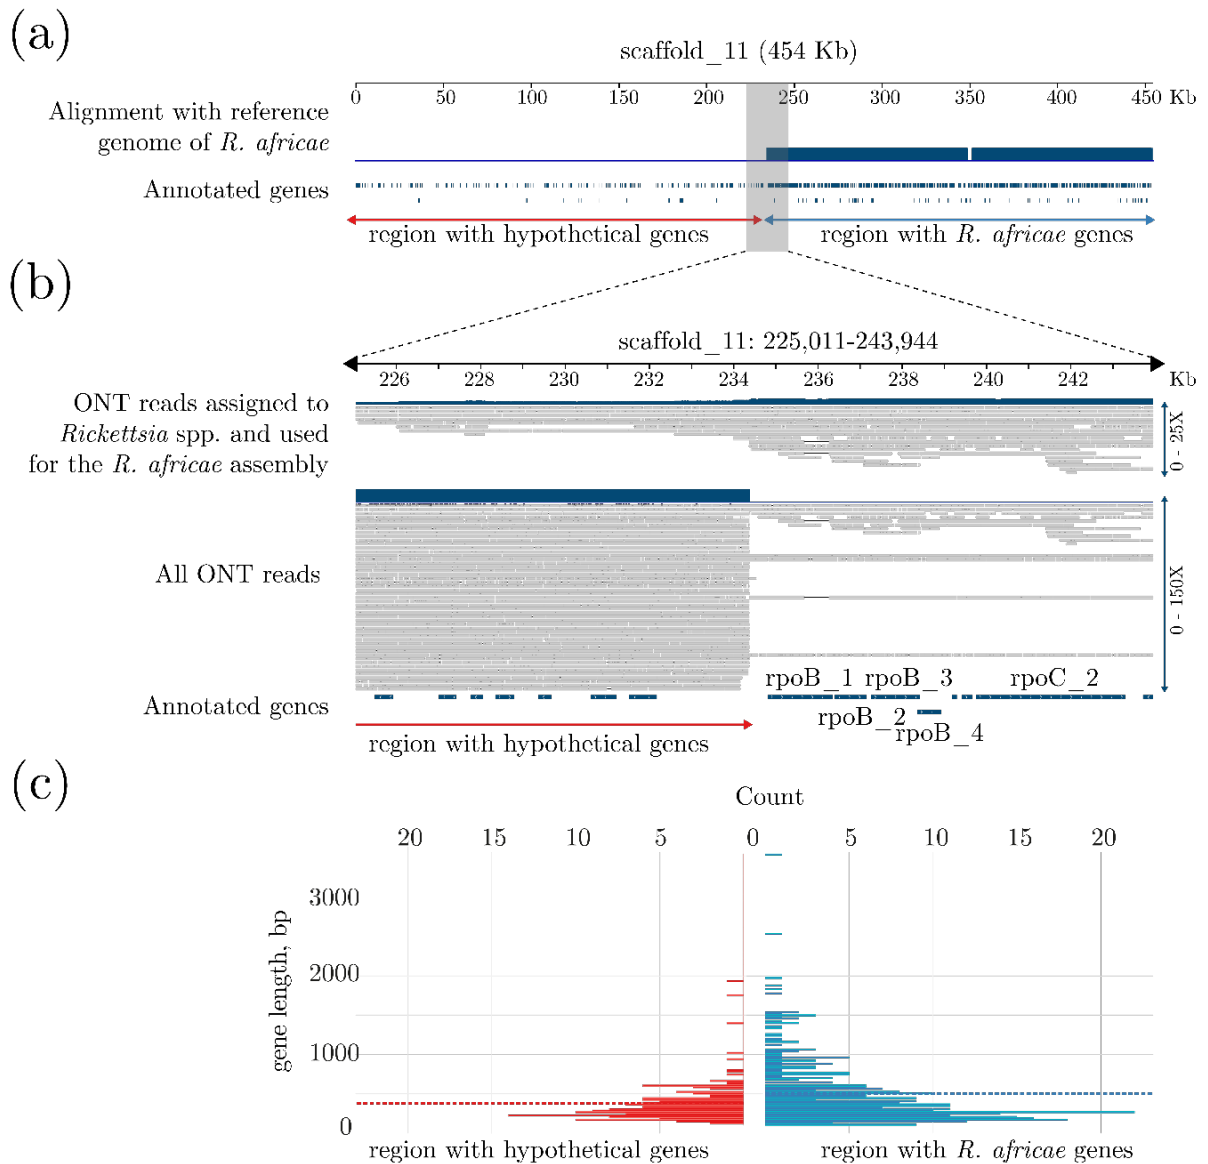 (a)
scaffold_11 (454 Kb)
0 50 100 150 200 250 300 350 400 450 Kb
Alignment with reference
genome of R. africae
Annotated genes
region with hypothetical genes
region with R. africae genes
(b)
scaffold_11: 225,011-243,944
226 228 230 232 234 236 238 240 242 Kb
ONT reads assigned to
Rickettsia spp. and used
for the R. africae assembly
0 - 25X
All ONT reads
0 - 150X
rpoB_1 rpoB_3 rpoC_2
Annotated genes
rpoB_2
rpoB_4
region with hypothetical genes
(c)
Count
20 15 10 5 0 0 5 10 15 20
gene length, bp
3000
2000
1000
0
region with hypothetical genes
region with R. africae genes